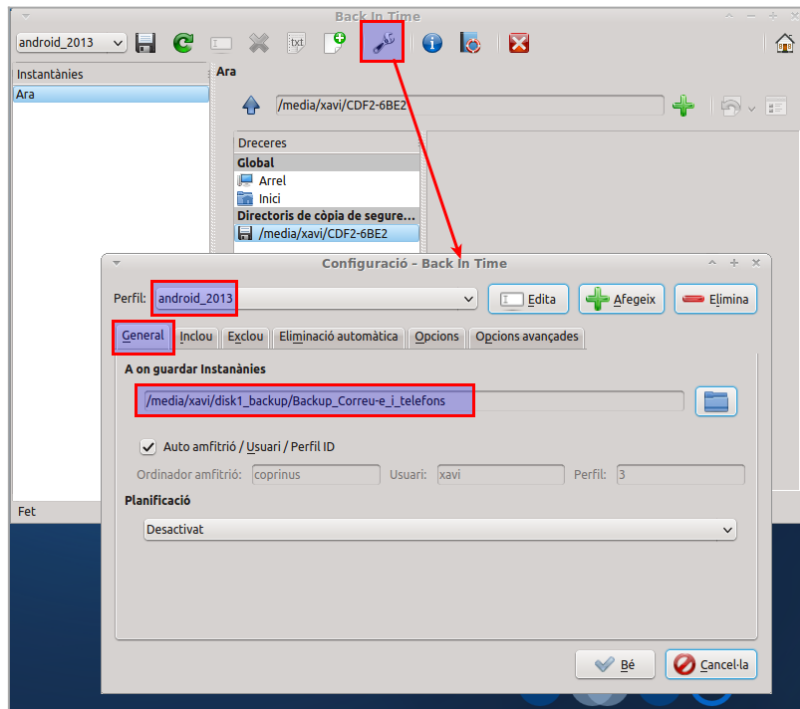 Back In Time
android_2013
txt
Instantànies
Ara
Ara
/media/xavi/CDF2-6BE2
Dreceres
Global
Arrel
Inici
Directoris de còpia de segure...
/media/xavi/CDF2-6BE2
Configuració - Back In Time
Perfil: android_2013 Edita Afegeix Elimina
General Inclou Exclou Eliminació automàtica Opcions Opcions avançades
A on guardar Instanànies
/media/xavi/disk1_backup/Backup_Correu-e_i_telefons
Auto amfitrió / Usuari / Perfil ID
Ordinador amfitrió: coprinus Usuari: xavi Perfil: 3
Planificació
Desactivat
Fet
Bé Cancel·la